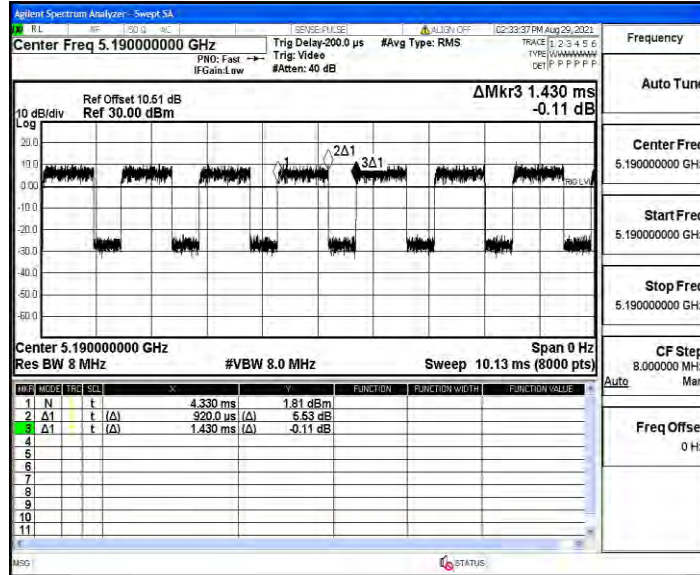 Agilent Spectrum Analyzer - Swept SA
RL RF 50 Ω AC SENSE:PULSE ALIGN OFF 02:33:37 PM Aug 29, 2021
Center Freq 5.190000000 GHz
PNO: Fast
IFGain:Low
Trig Delay-200.0 µs
Trig: Video
#Atten: 40 dB
#Avg Type: RMS
TRACE 1 2 3 4 5 6
TYPE WWWWWW
DET P P P P P P
ΔMkr3 1.430 ms
-0.11 dB
10 dB/div
Log
Ref Offset 10.51 dB
Ref 30.00 dBm
20.0
10.0
0.00
-10.0
-20.0
-30.0
-40.0
-50.0
-60.0
1
2Δ1
3Δ1
TRIG LVL
Center 5.190000000 GHz
Span 0 Hz
Res BW 8 MHz
#VBW 8.0 MHz
Sweep 10.13 ms (8000 pts)
MKR MODE TRC SCL X Y FUNCTION FUNCTION WIDTH FUNCTION VALUE
1 N t 4.330 ms 1.81 dBm
2 Δ1 t (Δ) 920.0 µs (Δ) 5.53 dB
3 Δ1 t (Δ) 1.430 ms (Δ) -0.11 dB
4
5
6
7
8
9
10
11
MSG
STATUS
Frequency
Auto Tune
Center Freq
5.190000000 GHz
Start Freq
5.190000000 GHz
Stop Freq
5.190000000 GHz
CF Step
8.000000 MHz
Auto Man
Freq Offset
0 Hz